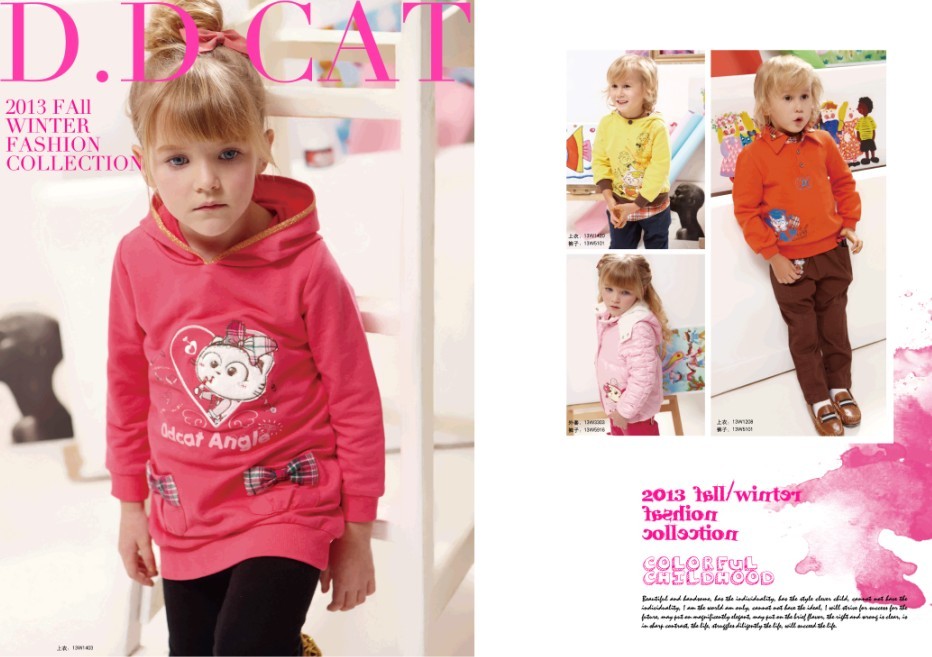 D.D CAT
2013 FAll
WINTER
FASHION
COLLECTION
Ddcat Angle
上衣：13W1403
上衣：13W1420
裤子：13W5101
外套：13W3303
裤子：13W5916
上衣：13W1208
裤子：13W5101
2013 fall/winter
fashion
collection
COLORFUL
CHILDHOOD
Beautiful and handsome, has the individuality, has the style clever child, cannot not have the
individuality, I am the world am only, cannot not have the ideal, I will strive for success for the
future, may put on magnificently elegant, may put on the brief flavor, the right and wrong is clear, is
in sharp contrast, the life, struggles diligently the life, will succeed the life.